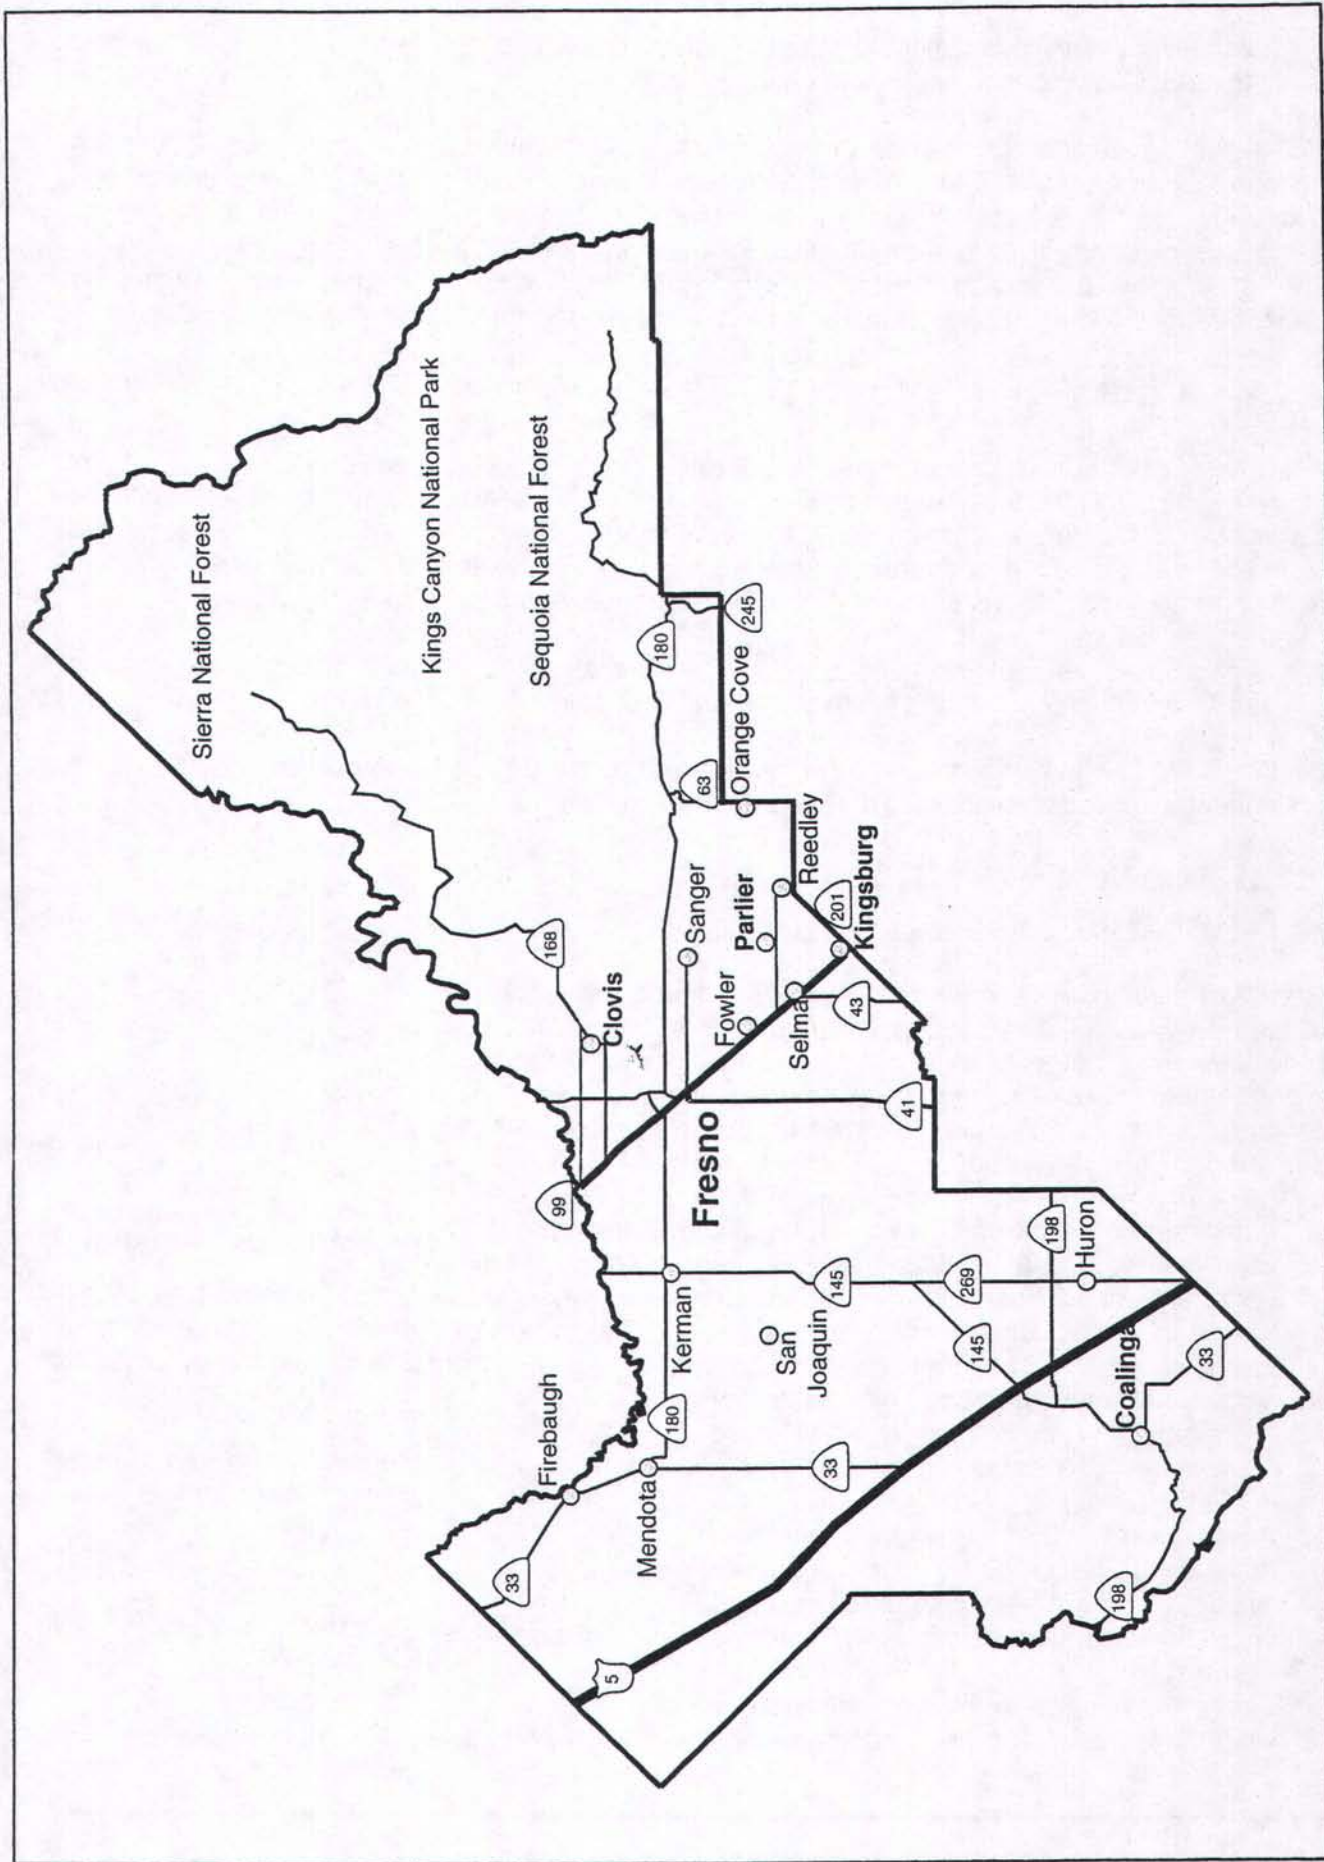 Sierra National Forest
Kings Canyon National Park
Sequoia National Forest
168
180
245
63
Orange Cove
99
Clovis
Sanger
Parlier
Reedley
201
Kingsburg
Fowler
Selma
43
Fresno
41
Firebaugh
33
Mendota
180
Kerman
San
Joaquin
145
33
5
145
269
198
Huron
Coalinga
33
198